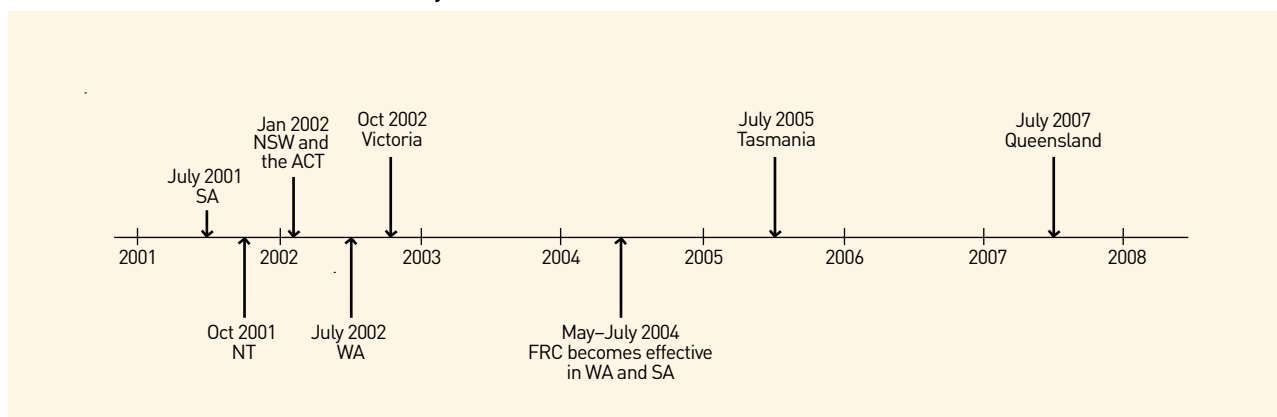 July 2001
SA
Jan 2002
NSW and
the ACT
Oct 2002
Victoria
July 2005
Tasmania
July 2007
Queensland
2001
2002
2003
2004
2005
2006
2007
2008
Oct 2001
NT
July 2002
WA
May–July 2004
FRC becomes effective
in WA and SA